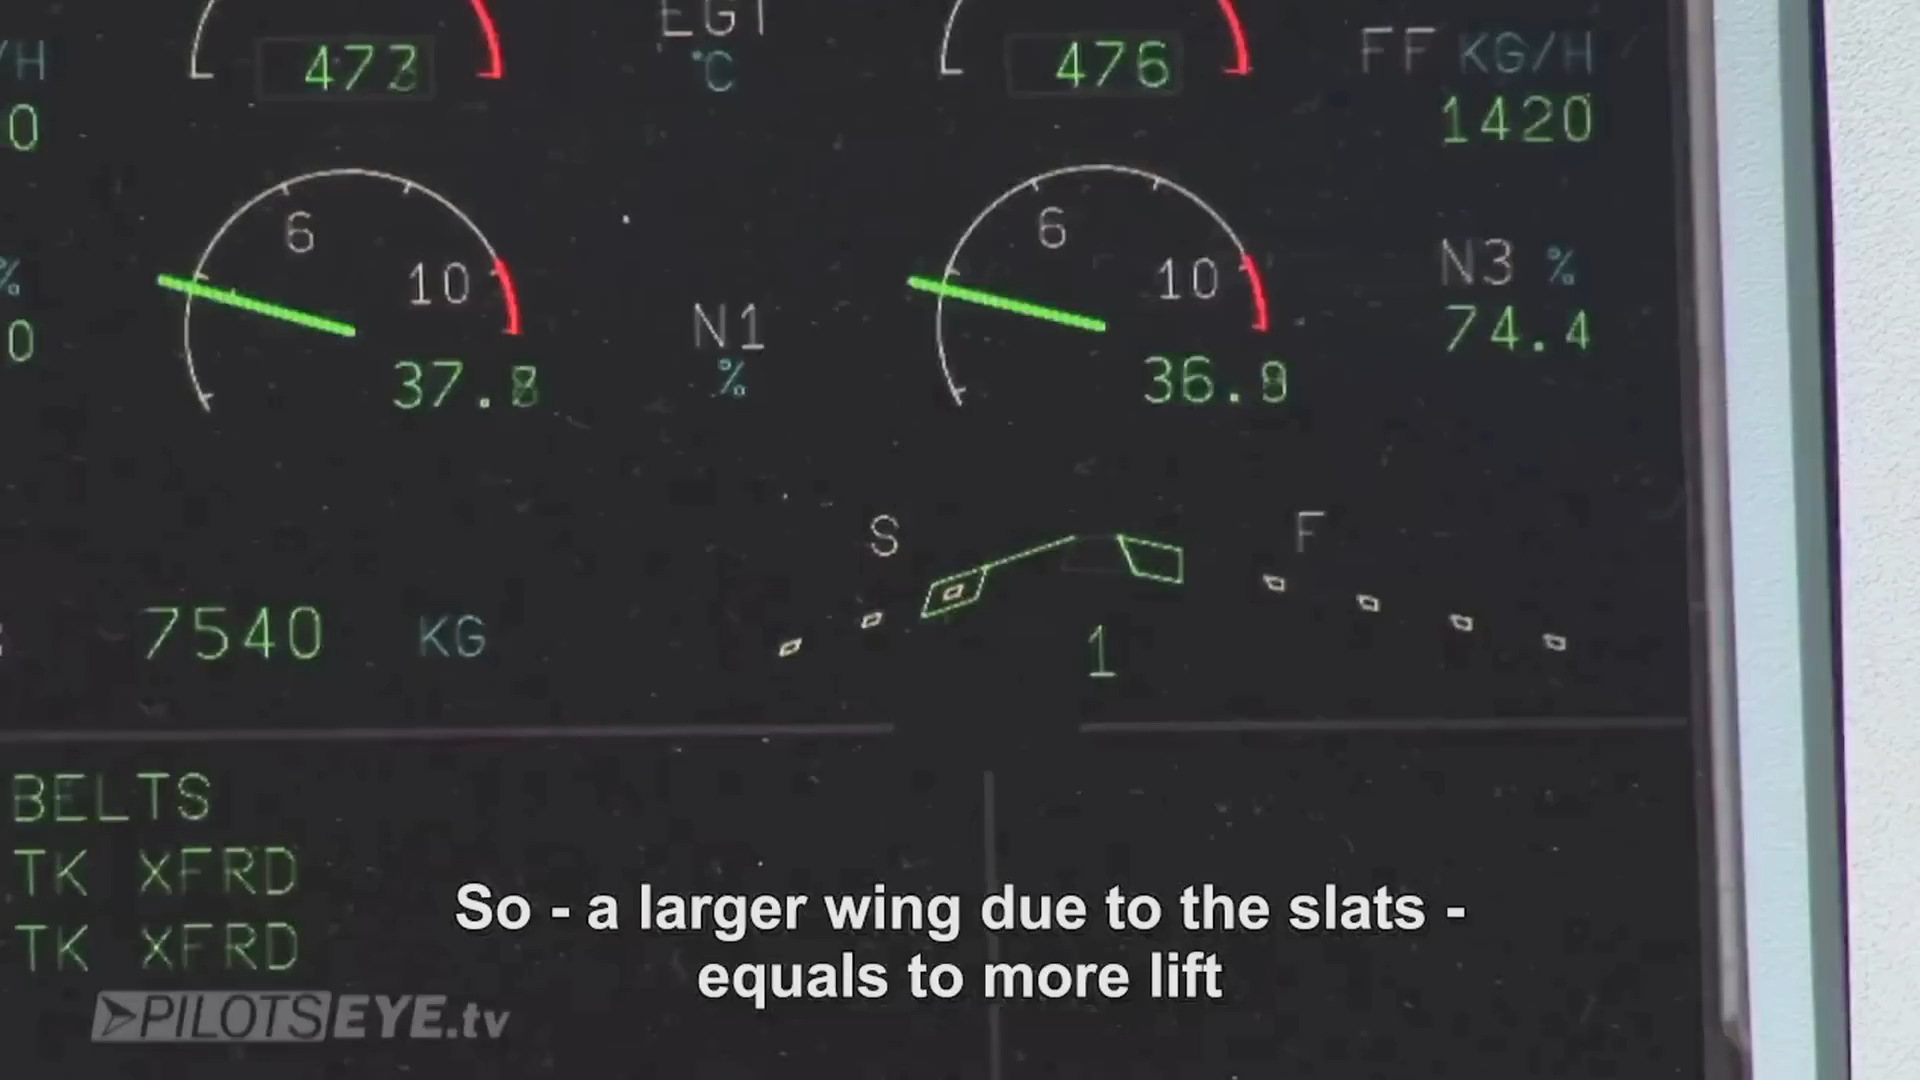 EGT
473
°C
476
FF KG/H
/H
0
1420
6
10
6
10
N3 %
%
0
N1
%
74.4
37.8
36.9
S
F
7540 KG
1
BELTS
TK XFRD
TK XFRD
So - a larger wing due to the slats -
equals to more lift
PILOTSEYE.tv